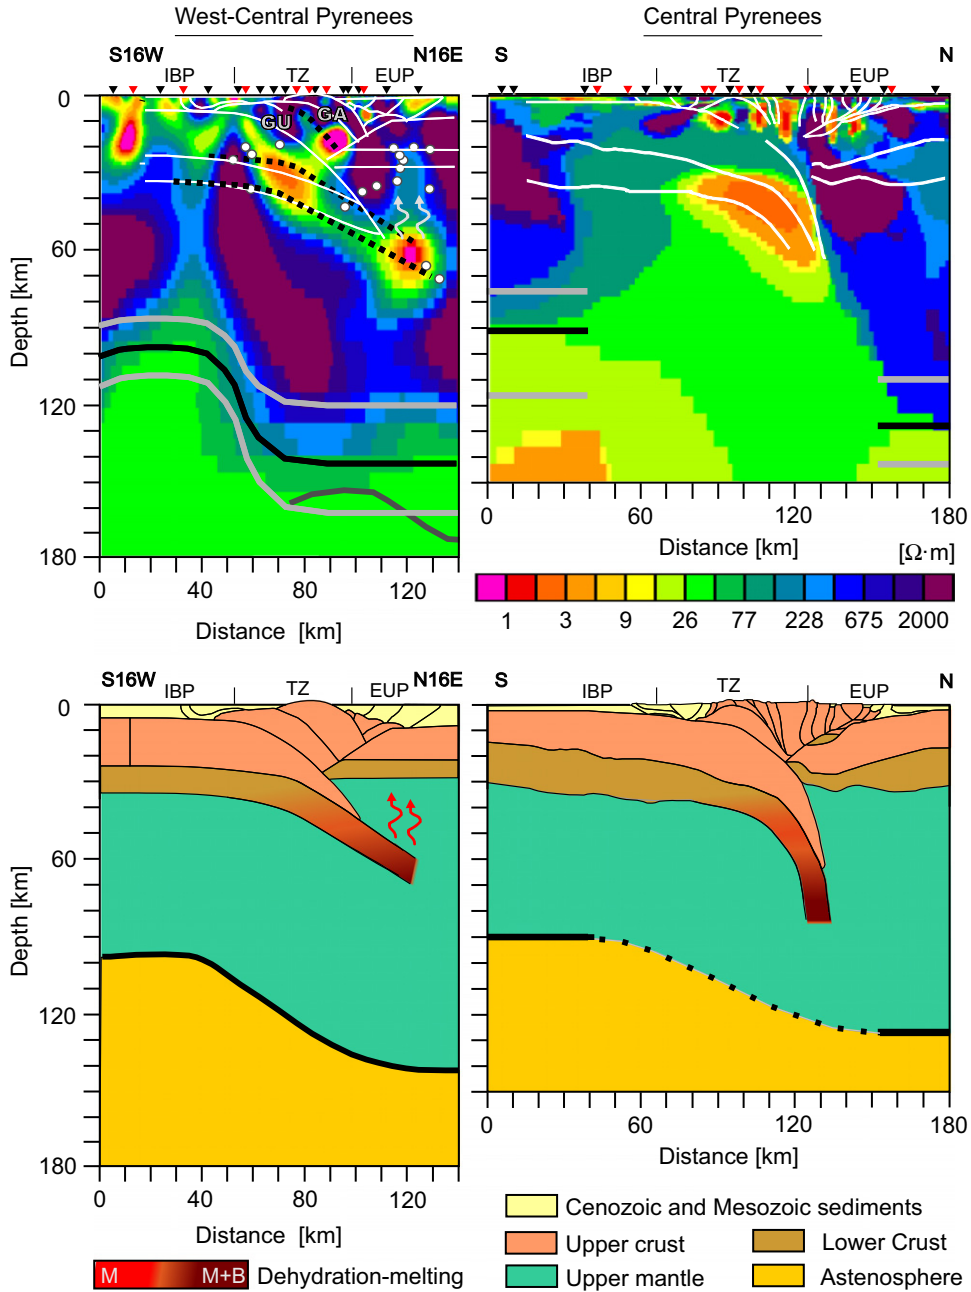 West-Central Pyrenees
Central Pyrenees
S16W N16E
S N
IBP TZ EUP
IBP TZ EUP
GU GA
Depth [km]
0
60
120
180
0 40 80 120
Distance [km]
0 60 120 180
Distance [km]
[Ω·m]
1 3 9 26 77 228 675 2000
S16W N16E
IBP TZ EUP
S N
IBP TZ EUP
Depth [km]
0
60
120
180
0 40 80 120
Distance [km]
0 60 120 180
Distance [km]
M M+B Dehydration-melting
Cenozoic and Mesozoic sediments
Upper crust
Lower Crust
Upper mantle
Astenosphere